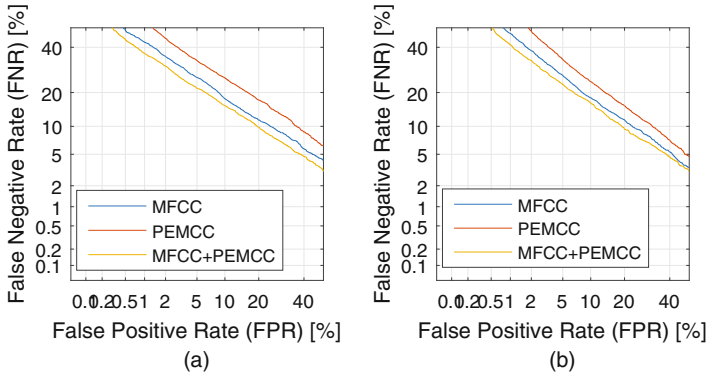 False Negative Rate (FNR) [%]
40
20
10
5
2
1
0.5
0.2
0.1
MFCC
PEMCC
MFCC+PEMCC
0.1 0.2 0.5 1 2 5 10 20 40
False Positive Rate (FPR) [%]
(a)
False Negative Rate (FNR) [%]
40
20
10
5
2
1
0.5
0.2
0.1
MFCC
PEMCC
MFCC+PEMCC
0.1 0.2 0.5 1 2 5 10 20 40
False Positive Rate (FPR) [%]
(b)